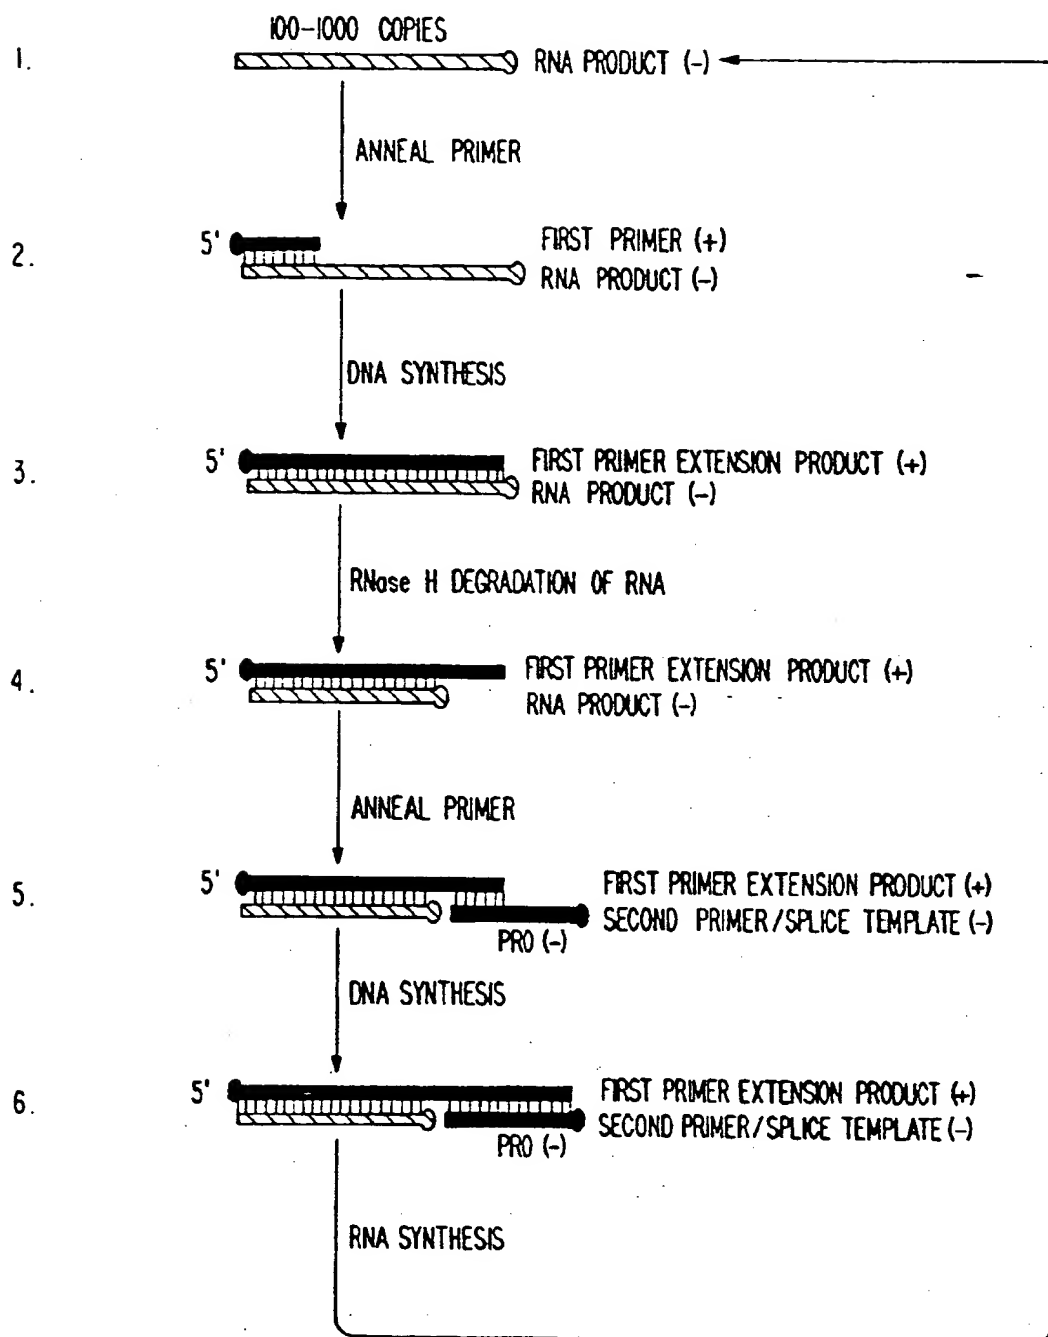 100-1000 COPIES
1. RNA PRODUCT (-)
ANNEAL PRIMER
2. 5' FIRST PRIMER (+)
RNA PRODUCT (-)
DNA SYNTHESIS
3. 5' FIRST PRIMER EXTENSION PRODUCT (+)
RNA PRODUCT (-)
RNase H DEGRADATION OF RNA
4. 5' FIRST PRIMER EXTENSION PRODUCT (+)
RNA PRODUCT (-)
ANNEAL PRIMER
5. 5' FIRST PRIMER EXTENSION PRODUCT (+)
SECOND PRIMER/SPLICE TEMPLATE (-)
PRO (-)
DNA SYNTHESIS
6. 5' FIRST PRIMER EXTENSION PRODUCT (+)
SECOND PRIMER/SPLICE TEMPLATE (-)
PRO (-)
RNA SYNTHESIS